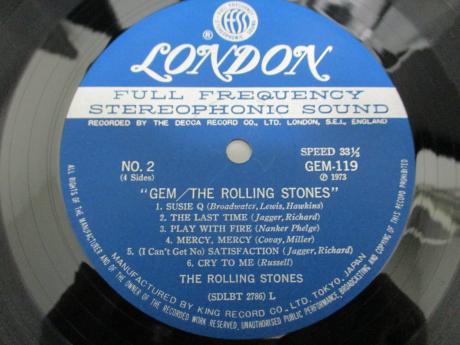 FFSS
®
LONDON
FULL FREQUENCY
STEREOPHONIC SOUND
RECORDED BY THE DECCA RECORD CO., LTD. LONDON, S.E.I., ENGLAND
SPEED 33⅓
NO. 2
GEM-119
(4 Sides)
Ⓟ 1973
"GEM/THE ROLLING STONES"
1. SUSIE Q (Broadwater, Lewis, Hawkins)
2. THE LAST TIME (Jagger, Richard)
3. PLAY WITH FIRE (Nanker Phelge)
4. MERCY, MERCY (Covay, Miller)
5. (I Can't Get No) SATISFACTION (Jagger, Richard)
6. CRY TO ME (Russell)
THE ROLLING STONES
(SDLBT 2786) L
MANUFACTURED BY KING RECORD CO., LTD. TOKYO, JAPAN
ALL RIGHTS OF THE MANUFACTURER AND OF THE OWNER OF THE RECORDED WORK RESERVED, UNAUTHORISED PUBLIC PERFORMANCE, BROADCASTING AND COPYING OF THIS RECORD PROHIBITED